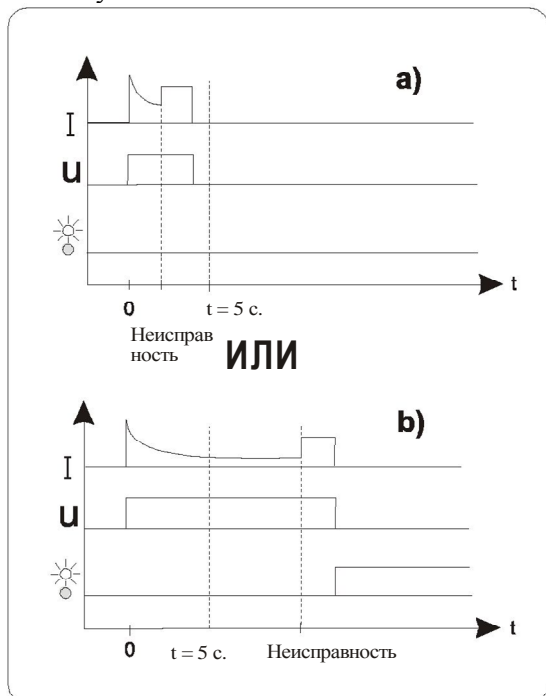 a)
I
u
t
0
t = 5 с.
Неисправ
ность
ИЛИ
b)
I
u
t
0
t = 5 с.
Неисправность